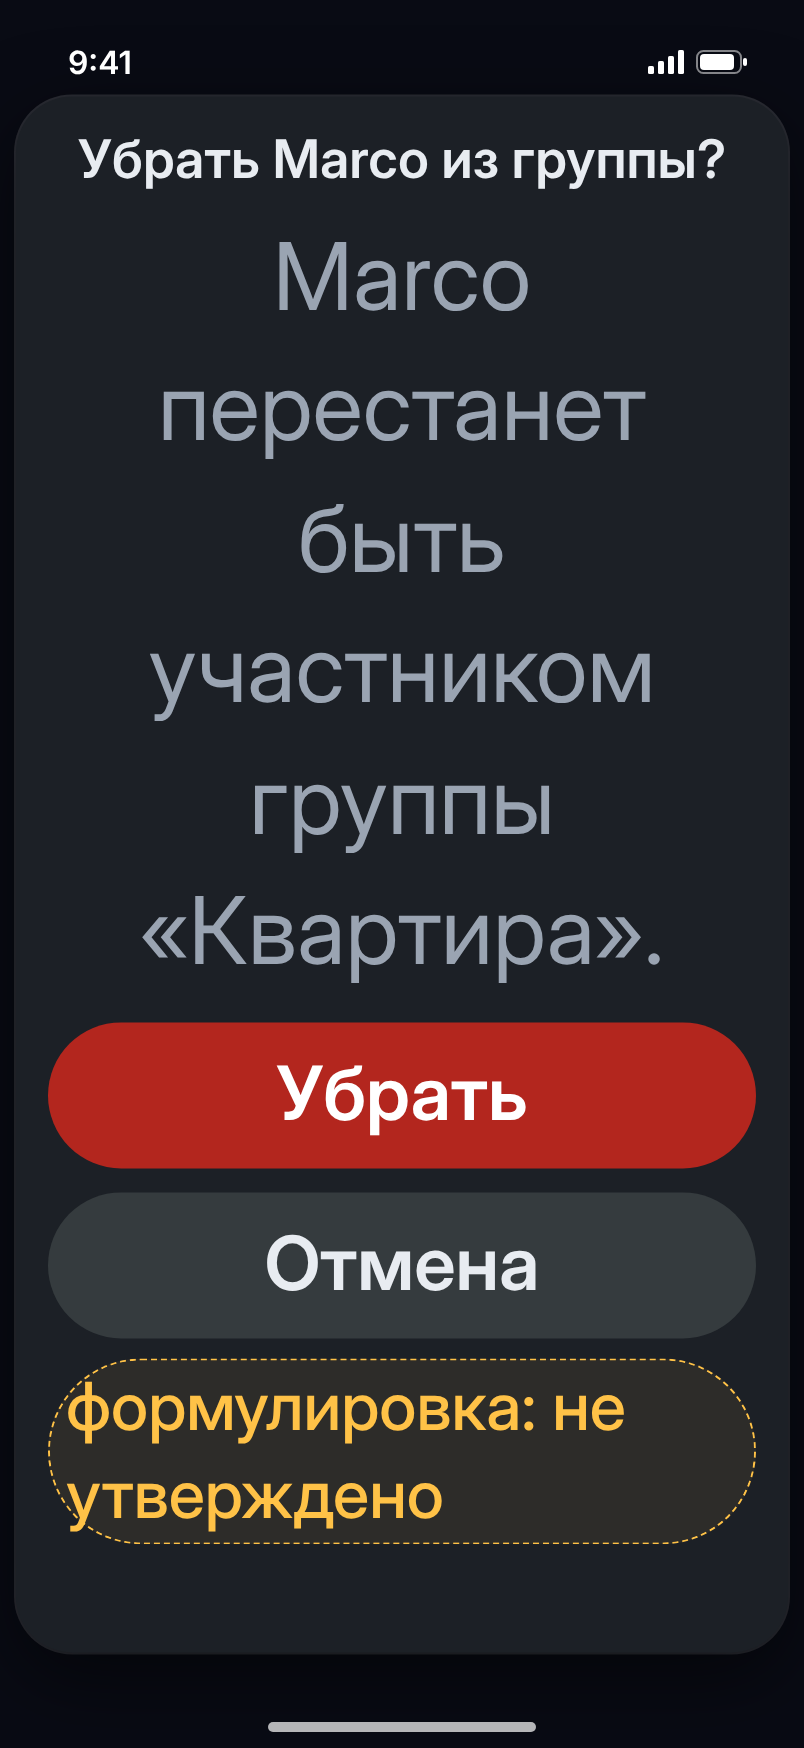 9:41
Убрать Marco из группы?
Marco
перестанет
быть
участником
группы
«Квартира».
Убрать
Отмена
формулировка: не
утверждено